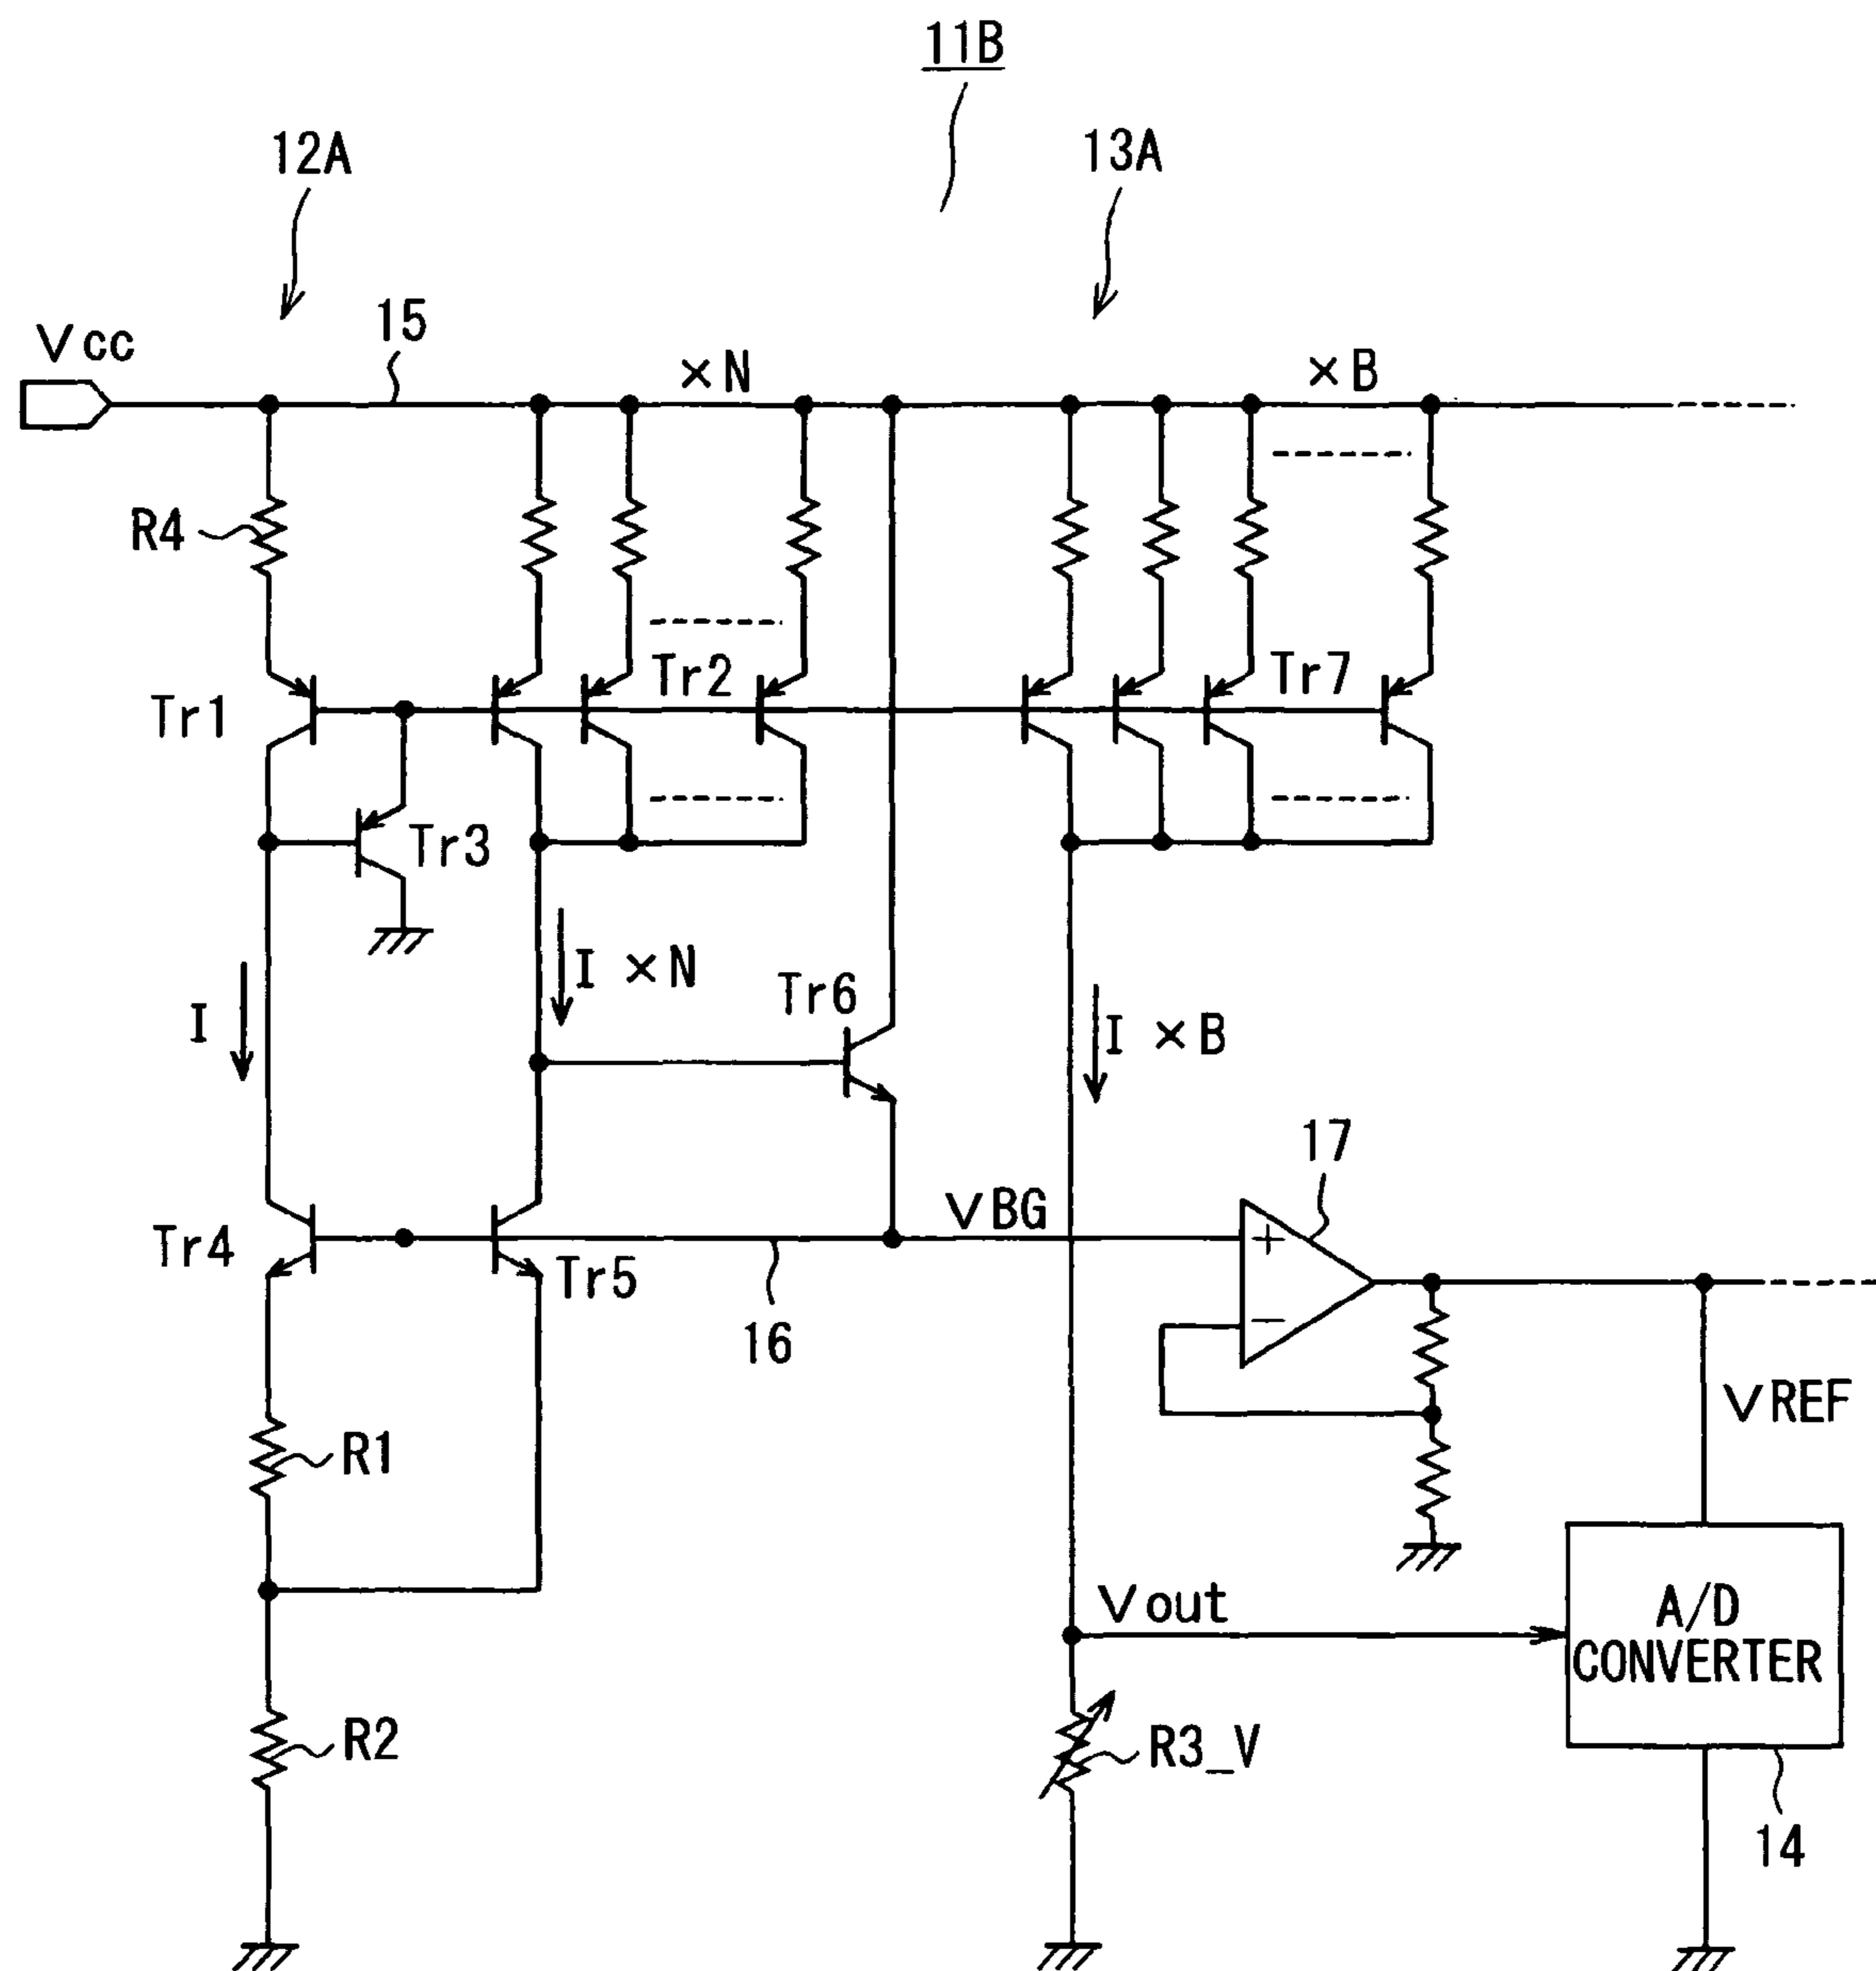 11B
12A
13A
Vcc
15
×N
×B
R4
Tr1
Tr2
Tr7
Tr3
I
I ×N
Tr6
I ×B
17
VBG
+
−
Tr4
Tr5
16
VREF
R1
Vout
A/D
CONVERTER
R2
R3_V
14